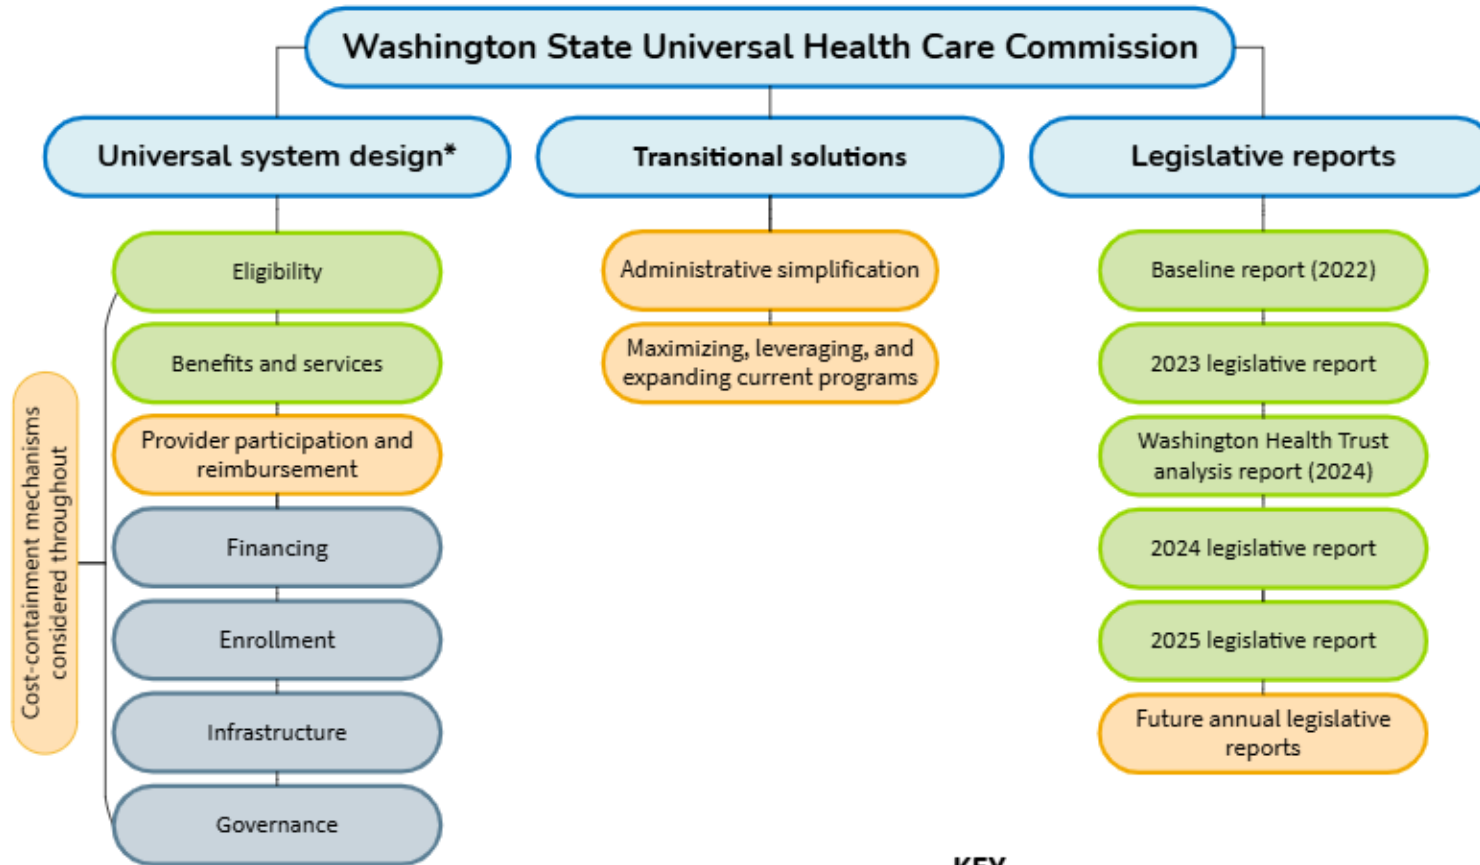 Washington State Universal Health Care Commission
Universal system design*
Transitional solutions
Legislative reports
Eligibility
Benefits and services
Provider participation and
reimbursement
Financing
Enrollment
Infrastructure
Governance
Cost-containment mechanisms
considered throughout
Administrative simplification
Maximizing, leveraging, and
expanding current programs
Baseline report (2022)
2023 legislative report
Washington Health Trust
analysis report (2024)
2024 legislative report
2025 legislative report
Future annual legislative
reports
KEY